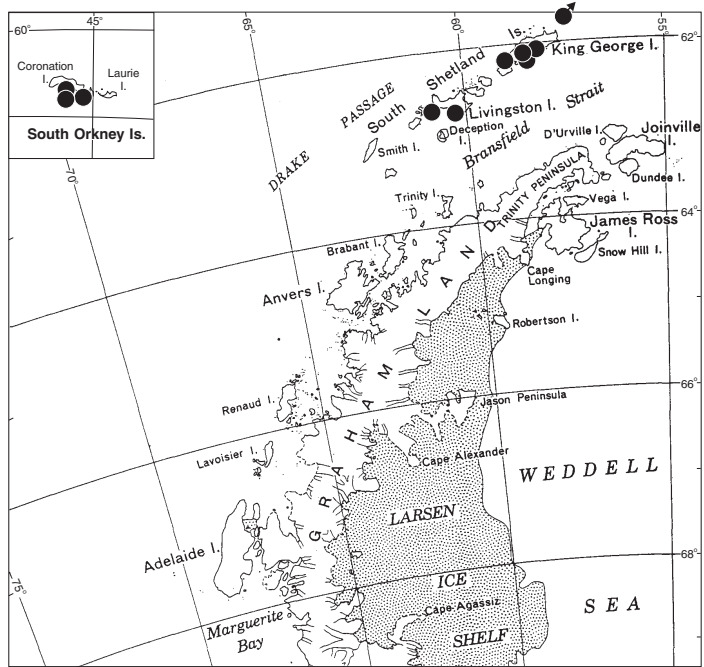 60°
45°
65°
60°
55°
62°
Coronation
I.
Laurie
I.
South Orkney Is.
South Shetland Is.
King George I.
Livingston I.
Deception
I.
Smith I.
DRAKE PASSAGE
Bransfield Strait
D'Urville I.
Joinville
I.
Dundee I.
TRINITY PENINSULA
Vega I.
64°
James Ross
I.
Snow Hill I.
Trinity I.
Brabant I.
Anvers I.
Cape
Longing
Robertson I.
70°
GRAHAM LAND
66°
Renaud I.
Jason Peninsula
Lavoisier I.
Cape Alexander
WEDDELL
LARSEN
Adelaide I.
68°
ICE
SEA
75°
Cape Agassiz
Marguerite
Bay
SHELF